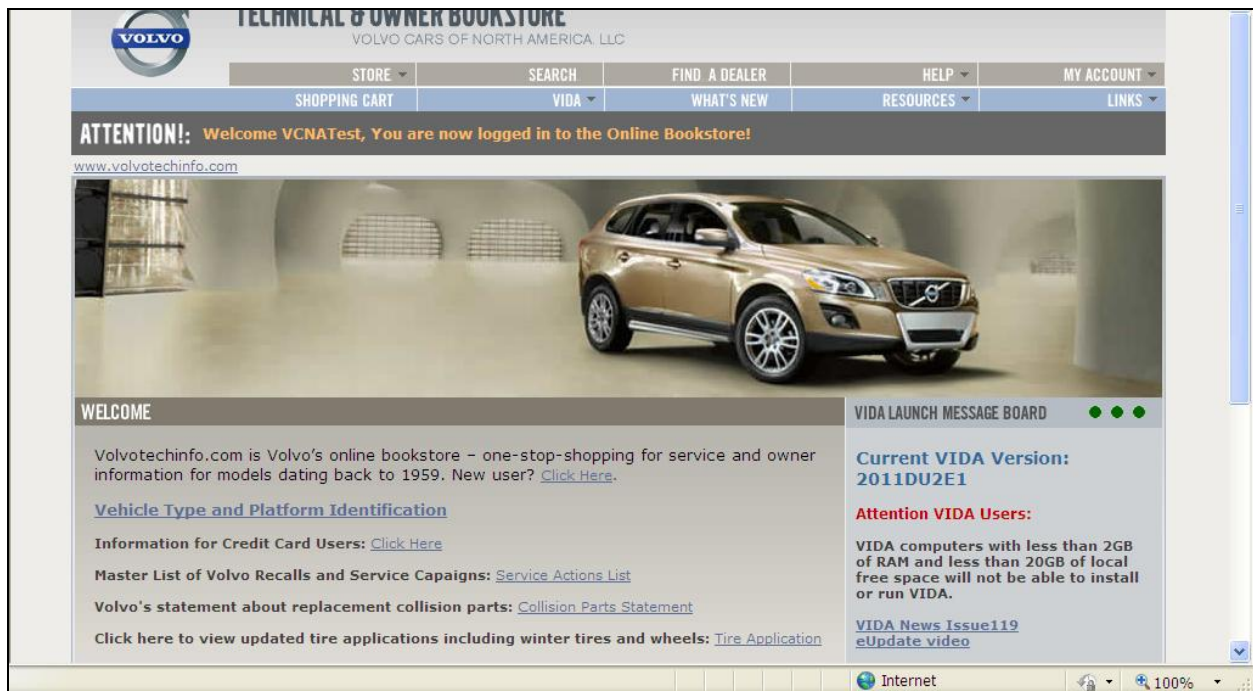 TECHNICAL & OWNER BOOKSTORE
VOLVO
VOLVO CARS OF NORTH AMERICA, LLC
STORE SEARCH FIND A DEALER HELP MY ACCOUNT
SHOPPING CART VIDA WHAT'S NEW RESOURCES LINKS
ATTENTION!: Welcome VCNATest, You are now logged in to the Online Bookstore!
www.volvotechinfo.com
WELCOME
Volvotechinfo.com is Volvo's online bookstore – one-stop-shopping for service and owner
information for models dating back to 1959. New user? Click Here.
Vehicle Type and Platform Identification
Information for Credit Card Users: Click Here
Master List of Volvo Recalls and Service Capaigns: Service Actions List
Volvo's statement about replacement collision parts: Collision Parts Statement
Click here to view updated tire applications including winter tires and wheels: Tire Application
VIDA LAUNCH MESSAGE BOARD
Current VIDA Version:
2011DU2E1
Attention VIDA Users:
VIDA computers with less than 2GB
of RAM and less than 20GB of local
free space will not be able to install
or run VIDA.
VIDA News Issue119
eUpdate video
Internet
100%